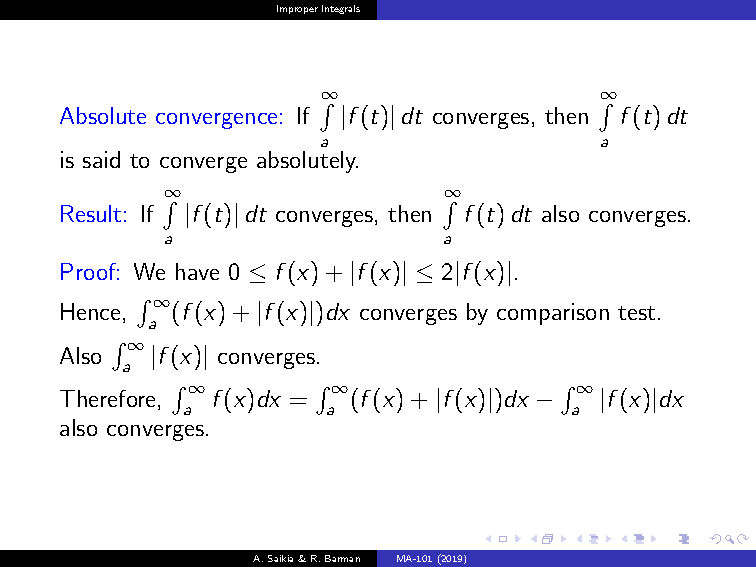 Improper Integrals
Absolute convergence: If ∫_a^∞ |f(t)| dt converges, then ∫_a^∞ f(t) dt
is said to converge absolutely.
Result: If ∫_a^∞ |f(t)| dt converges, then ∫_a^∞ f(t) dt also converges.
Proof: We have 0 ≤ f(x) + |f(x)| ≤ 2|f(x)|.
Hence, ∫_a^∞ (f(x) + |f(x)|)dx converges by comparison test.
Also ∫_a^∞ |f(x)| converges.
Therefore, ∫_a^∞ f(x)dx = ∫_a^∞ (f(x) + |f(x)|)dx − ∫_a^∞ |f(x)|dx
also converges.
A. Saikia & R. Barman MA-101 (2019)